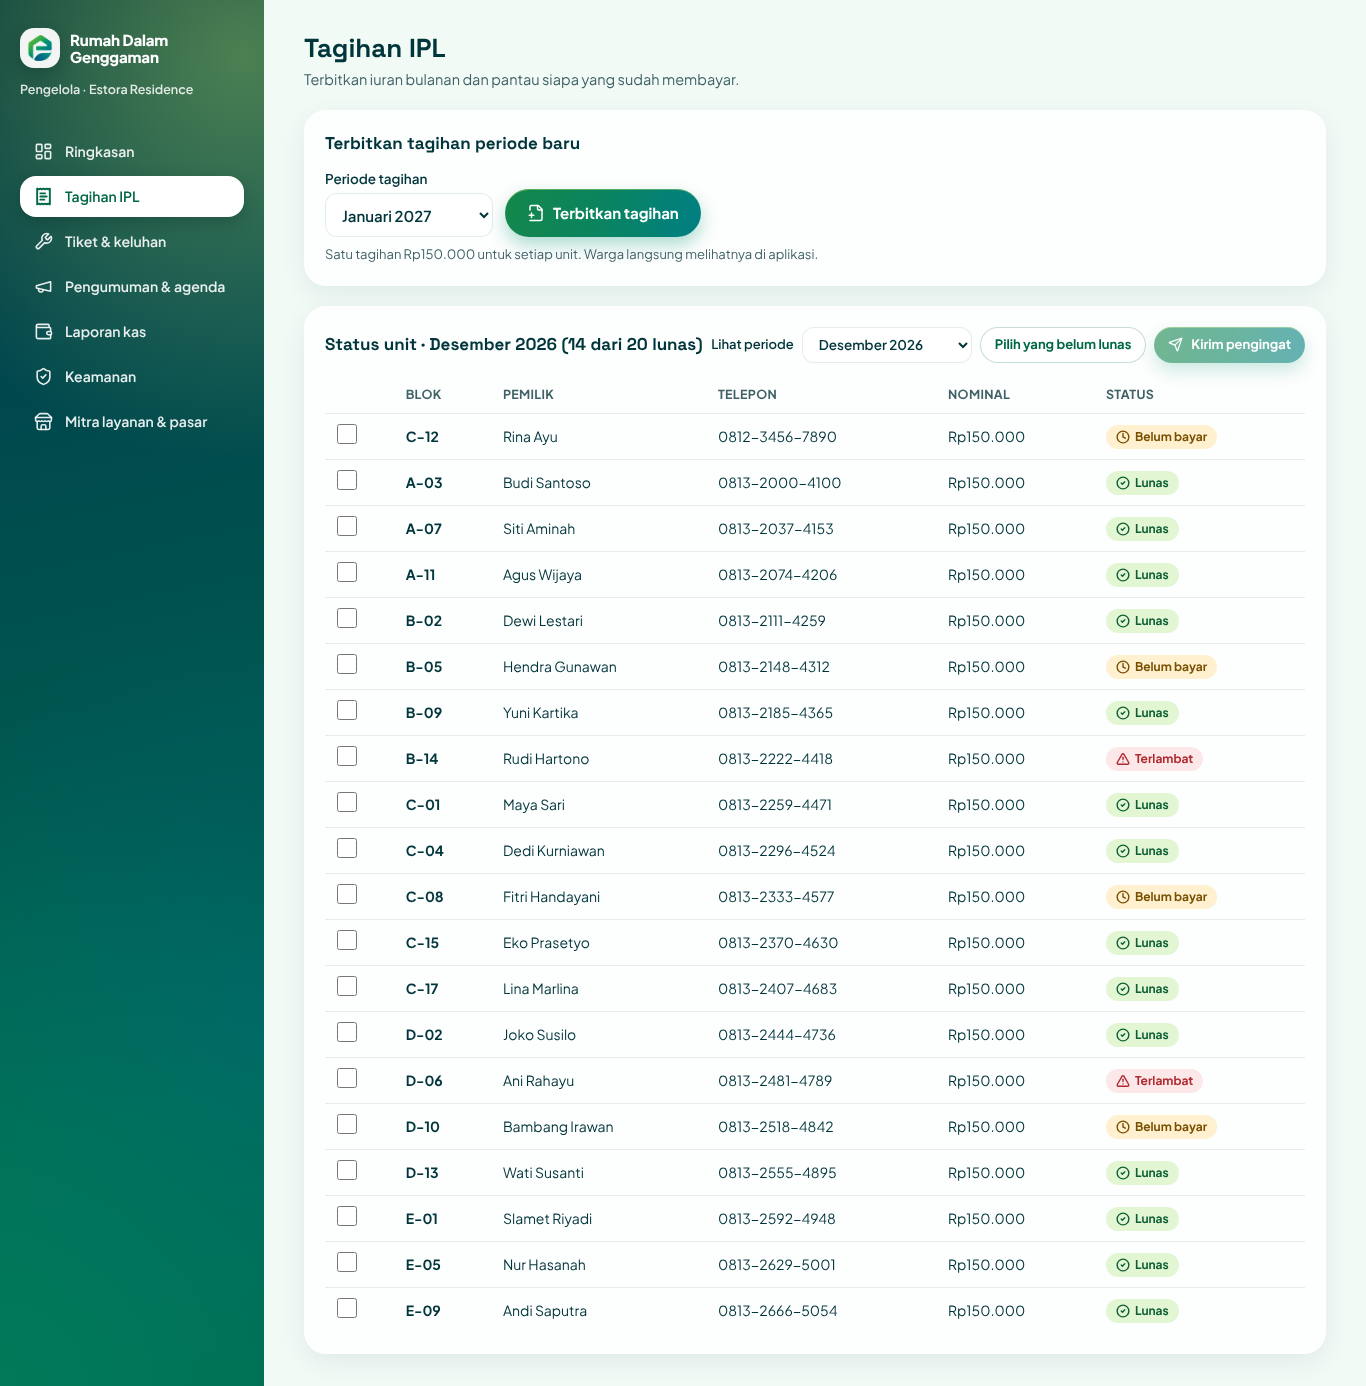 Rumah Dalam
Genggaman
Pengelola · Estora Residence
Ringkasan
Tagihan IPL
Tiket & keluhan
Pengumuman & agenda
Laporan kas
Keamanan
Mitra layanan & pasar
Tagihan IPL
Terbitkan iuran bulanan dan pantau siapa yang sudah membayar.
Terbitkan tagihan periode baru
Periode tagihan
Januari 2027 Terbitkan tagihan
Satu tagihan Rp150.000 untuk setiap unit. Warga langsung melihatnya di aplikasi.
Status unit · Desember 2026 (14 dari 20 lunas) Lihat periode Desember 2026 Pilih yang belum lunas Kirim pengingat
BLOK PEMILIK TELEPON NOMINAL STATUS
C-12 Rina Ayu 0812-3456-7890 Rp150.000 Belum bayar
A-03 Budi Santoso 0813-2000-4100 Rp150.000 Lunas
A-07 Siti Aminah 0813-2037-4153 Rp150.000 Lunas
A-11 Agus Wijaya 0813-2074-4206 Rp150.000 Lunas
B-02 Dewi Lestari 0813-2111-4259 Rp150.000 Lunas
B-05 Hendra Gunawan 0813-2148-4312 Rp150.000 Belum bayar
B-09 Yuni Kartika 0813-2185-4365 Rp150.000 Lunas
B-14 Rudi Hartono 0813-2222-4418 Rp150.000 Terlambat
C-01 Maya Sari 0813-2259-4471 Rp150.000 Lunas
C-04 Dedi Kurniawan 0813-2296-4524 Rp150.000 Lunas
C-08 Fitri Handayani 0813-2333-4577 Rp150.000 Belum bayar
C-15 Eko Prasetyo 0813-2370-4630 Rp150.000 Lunas
C-17 Lina Marlina 0813-2407-4683 Rp150.000 Lunas
D-02 Joko Susilo 0813-2444-4736 Rp150.000 Lunas
D-06 Ani Rahayu 0813-2481-4789 Rp150.000 Terlambat
D-10 Bambang Irawan 0813-2518-4842 Rp150.000 Belum bayar
D-13 Wati Susanti 0813-2555-4895 Rp150.000 Lunas
E-01 Slamet Riyadi 0813-2592-4948 Rp150.000 Lunas
E-05 Nur Hasanah 0813-2629-5001 Rp150.000 Lunas
E-09 Andi Saputra 0813-2666-5054 Rp150.000 Lunas